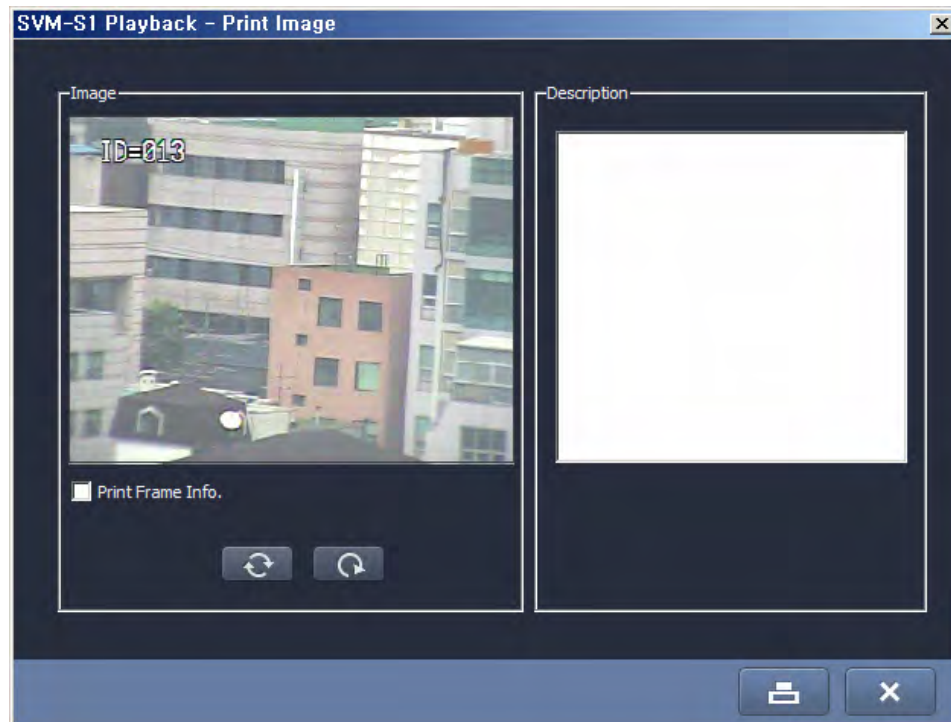 SVM-S1 Playback - Print Image
Image
Description
ID=013
Print Frame Info.